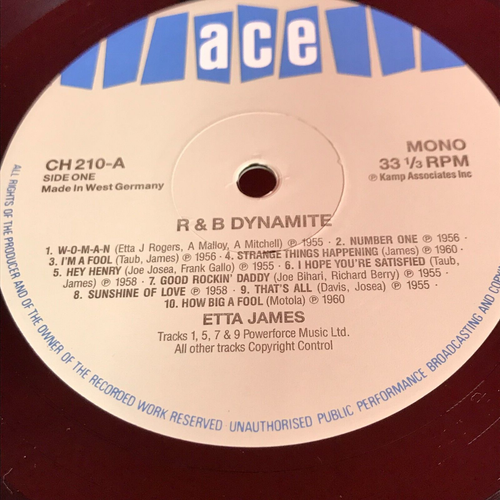 ace
CH 210-A
SIDE ONE
Made in West Germany
MONO
33 1/3 RPM
℗ Kamp Associates Inc
R & B DYNAMITE
1. W-O-M-A-N (Etta J Rogers, A Malloy, A Mitchell) ℗ 1955 · 2. NUMBER ONE ℗ 1956 ·
3. I'M A FOOL (Taub, James) ℗ 1956 · 4. STRANGE THINGS HAPPENING (James) ℗ 1960
5. HEY HENRY (Joe Josea, Frank Gallo) ℗ 1955 · 6. I HOPE YOU'RE SATISFIED (Taub,
James) ℗ 1958 · 7. GOOD ROCKIN' DADDY (Joe Bihari, Richard Berry) ℗ 1955 ·
8. SUNSHINE OF LOVE ℗ 1958 · 9. THAT'S ALL (Davis, Josea) ℗ 1955 ·
10. HOW BIG A FOOL (Motola) ℗ 1960
ETTA JAMES
Tracks 1, 5, 7 & 9 Powerforce Music Ltd.
All other tracks Copyright Control
ALL RIGHTS OF THE PRODUCER AND OF THE OWNER OF THE RECORDED WORK RESERVED UNAUTHORISED PUBLIC PERFORMANCE BROADCASTING AND